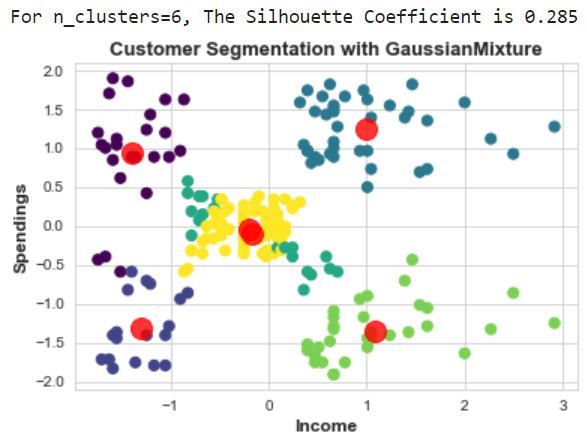 For n_clusters=6, The Silhouette Coefficient is 0.285
Customer Segmentation with GaussianMixture
2.0
1.5
1.0
0.5
0.0
−0.5
−1.0
−1.5
−2.0
Spendings
−1 0 1 2 3
Income